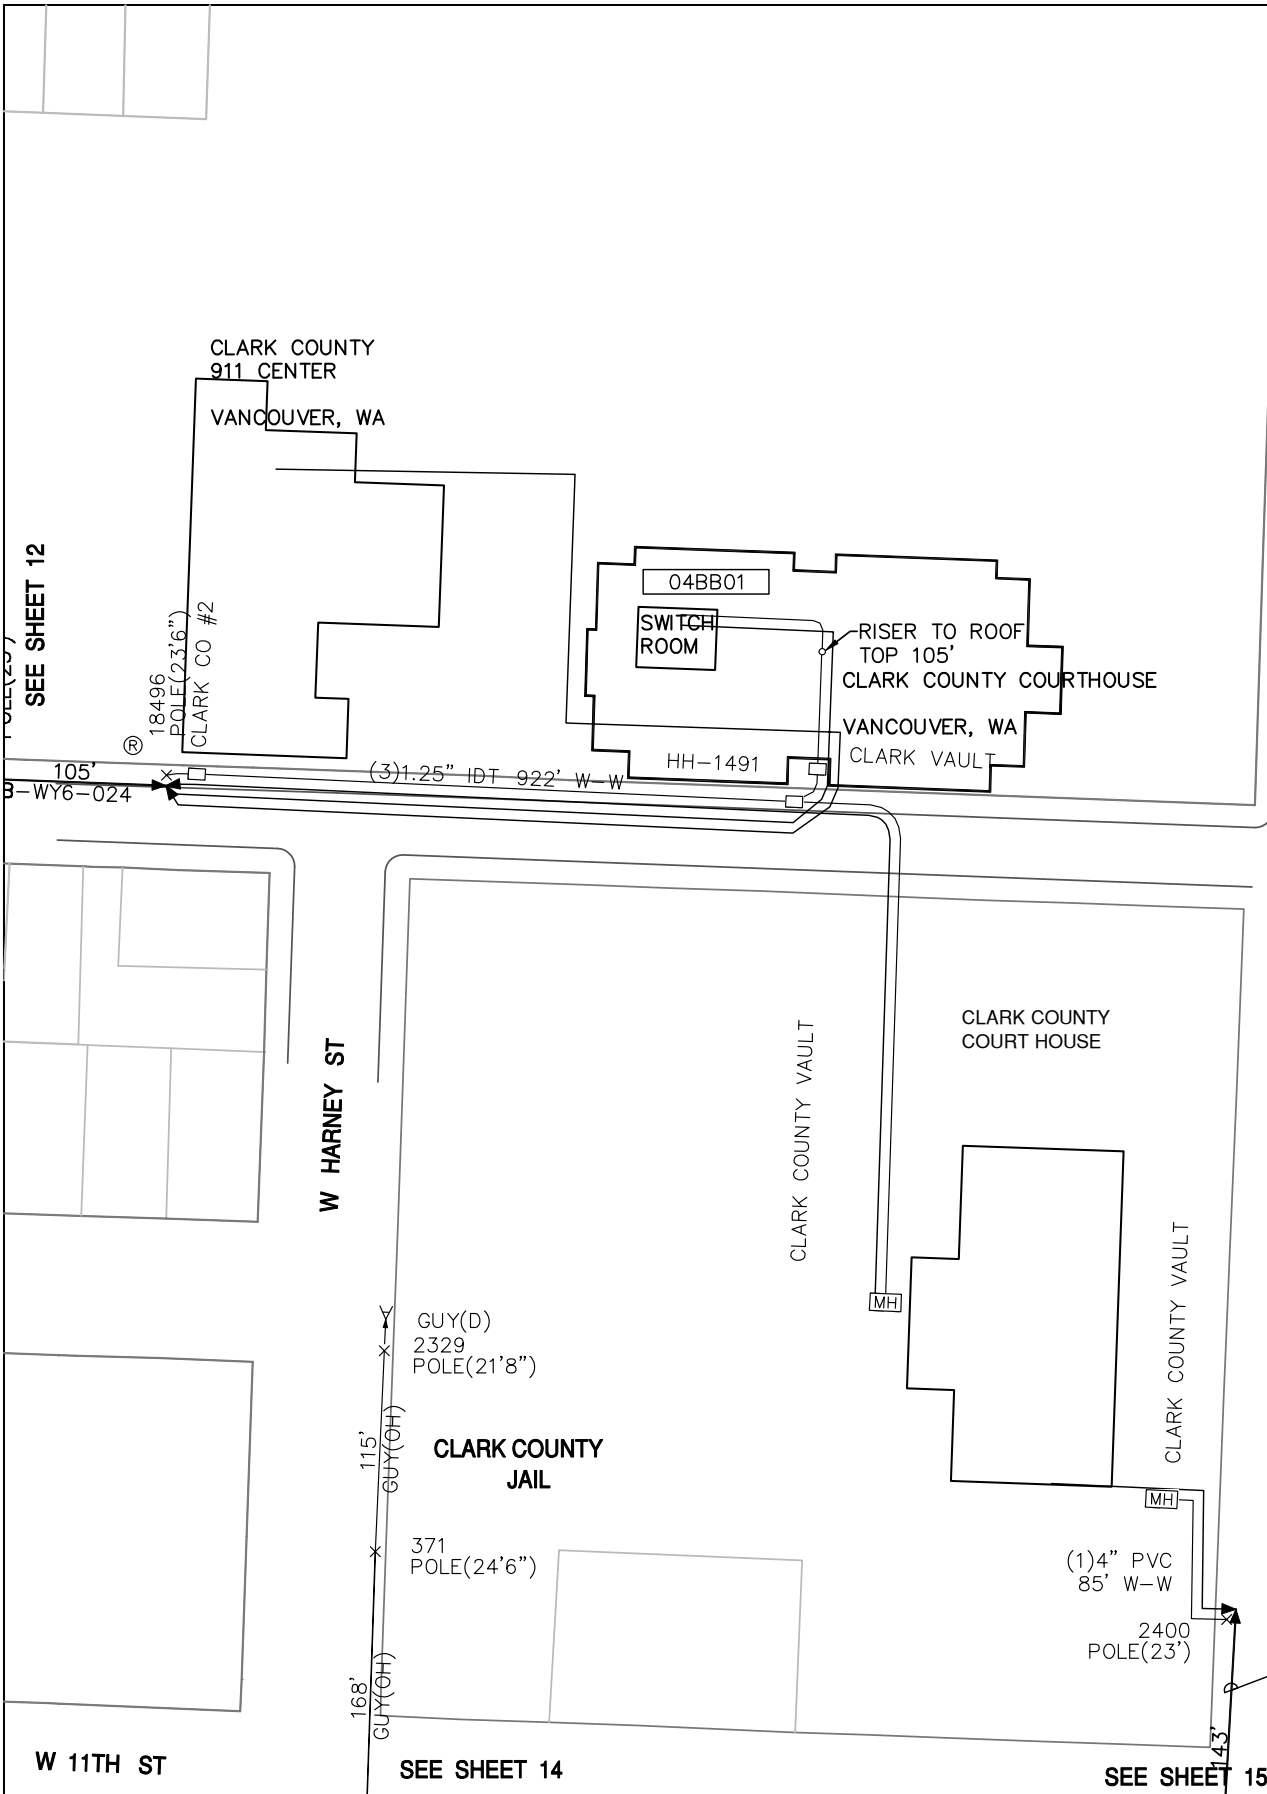 CLARK COUNTY
911 CENTER
VANCOUVER, WA
SEE SHEET 12
18496
POLE(23'6")
CLARK CO #2
R
105'
B-WY6-024
(3)1.25" IDT 922' W-W
04BB01
SWITCH
ROOM
RISER TO ROOF
TOP 105'
CLARK COUNTY COURTHOUSE
VANCOUVER, WA
CLARK VAULT
HH-1491
W HARNEY ST
CLARK COUNTY VAULT
CLARK COUNTY
COURT HOUSE
MH
CLARK COUNTY VAULT
GUY(D)
2329
POLE(21'8")
115'
GUY(OH)
CLARK COUNTY
JAIL
371
POLE(24'6")
168'
GUY(OH)
MH
(1)4" PVC
85' W-W
2400
POLE(23')
143'
W 11TH ST
SEE SHEET 14
SEE SHEET 15